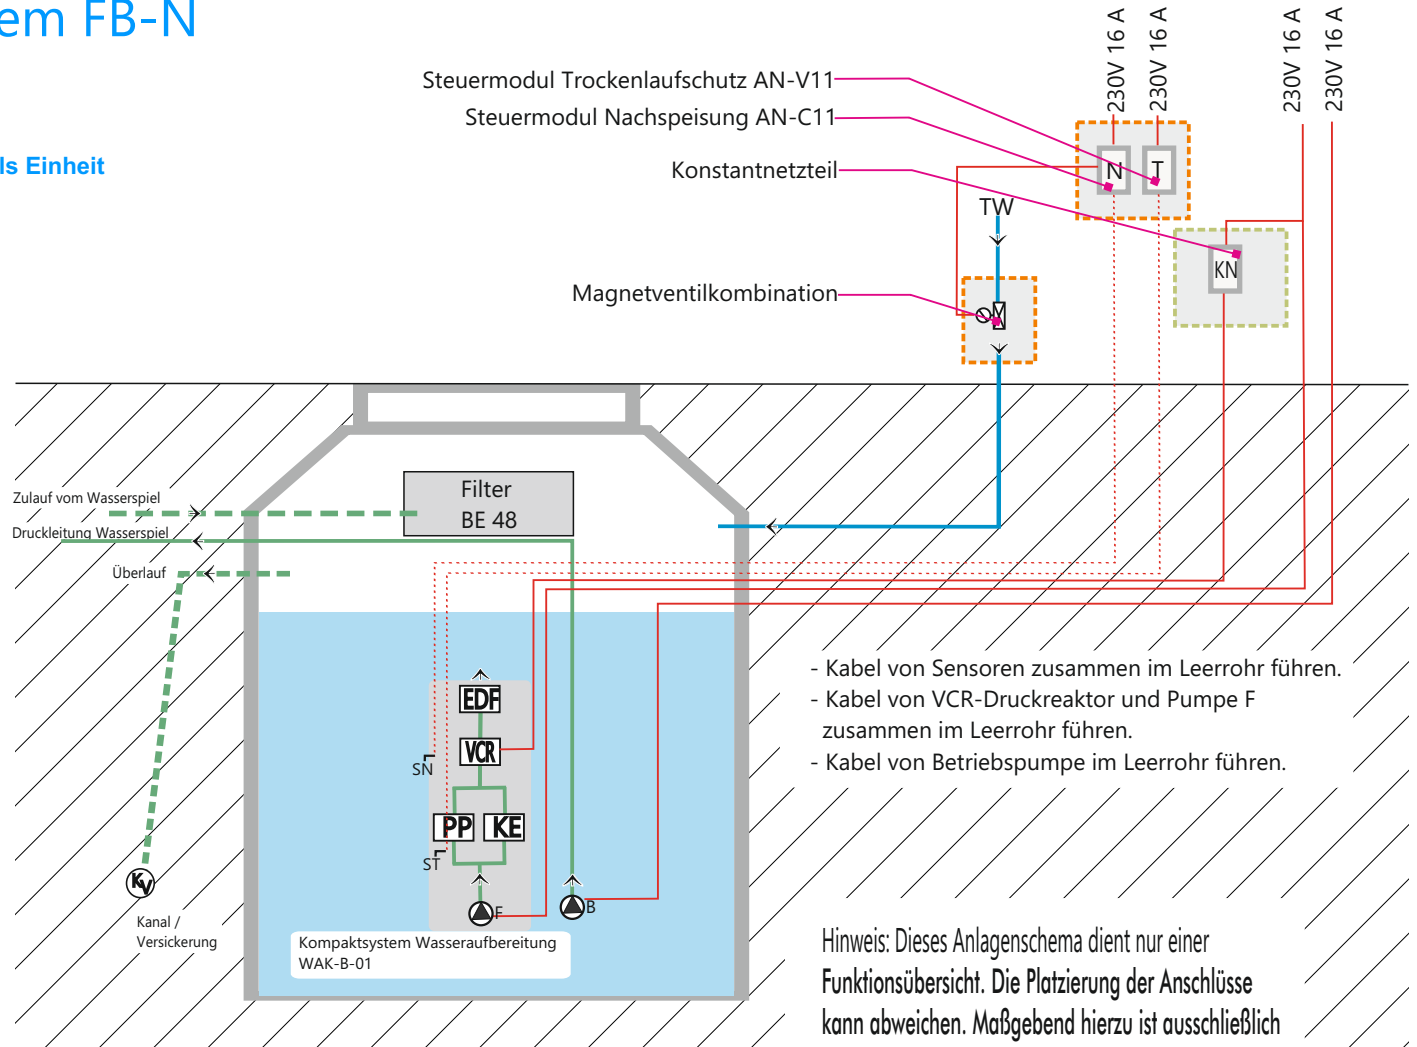 em FB-N
ls Einheit
230V 16 A
230V 16 A
230V 16 A
230V 16 A
Steuermodul Trockenlaufschutz AN-V11
Steuermodul Nachspeisung AN-C11
Konstantnetzteil
N
T
TW
KN
Magnetventilkombination
Filter
BE 48
Zulauf vom Wasserspiel
Druckleitung Wasserspiel
Überlauf
EDF
VCR
SN
PP
KE
ST
F
B
KV
Kanal /
Versickerung
Kompaktsystem Wasseraufbereitung
WAK-B-01
- Kabel von Sensoren zusammen im Leerrohr führen.
- Kabel von VCR-Druckreaktor und Pumpe F
zusammen im Leerrohr führen.
- Kabel von Betriebspumpe im Leerrohr führen.
Hinweis: Dieses Anlagenschema dient nur einer
Funktionsübersicht. Die Platzierung der Anschlüsse
kann abweichen. Maßgebend hierzu ist ausschließlich